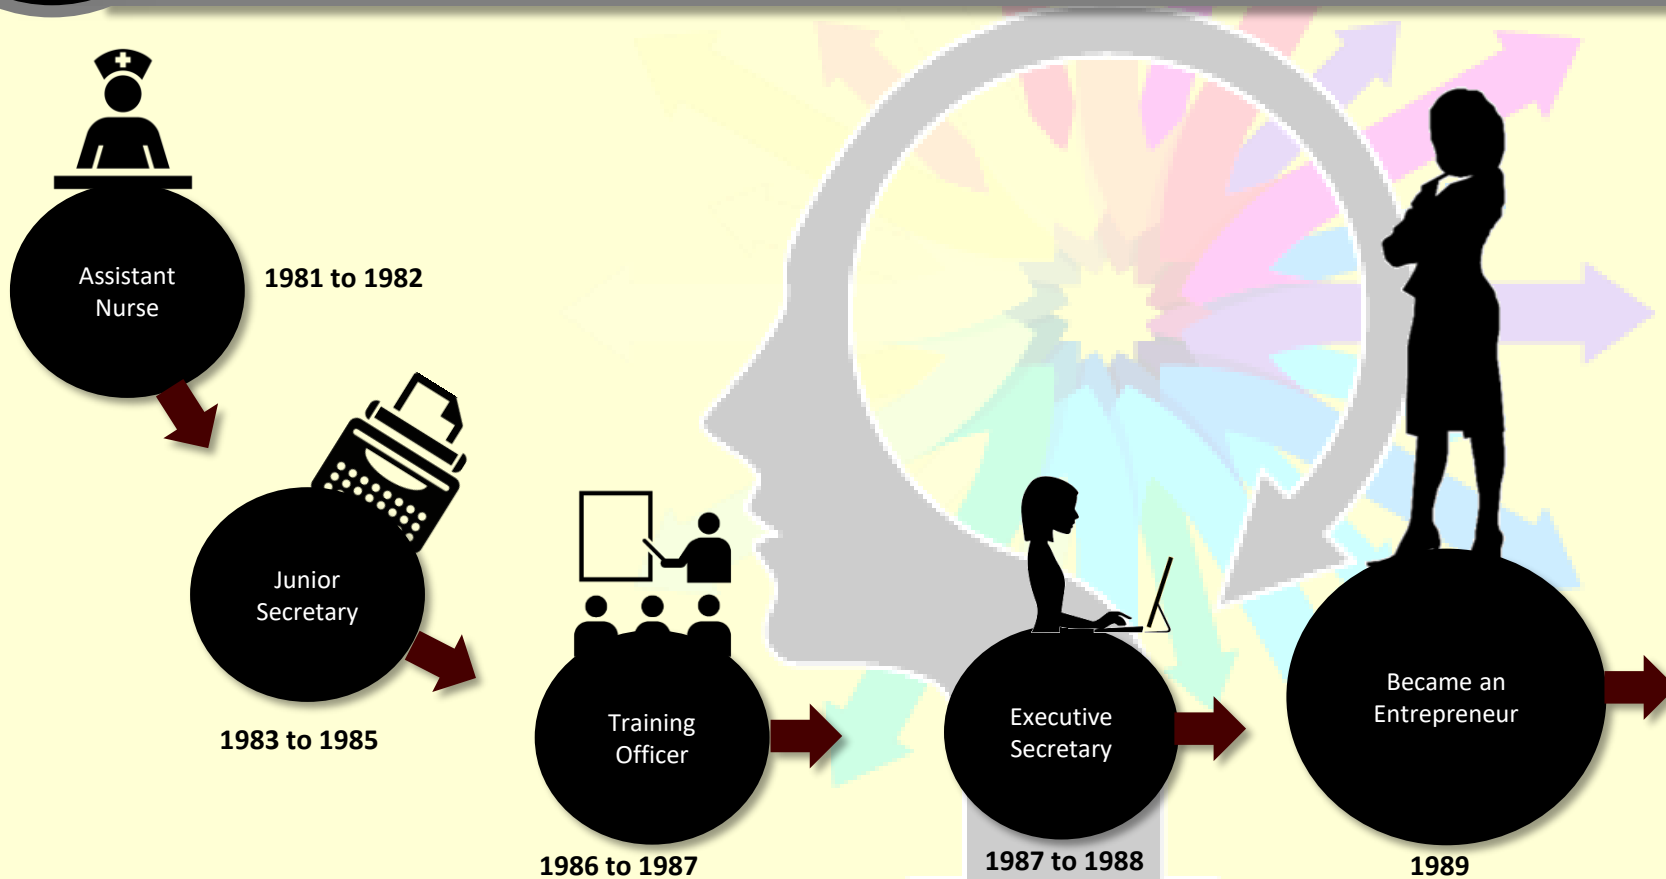 Assistant
Nurse
1981 to 1982
Junior
Secretary
1983 to 1985
Training
Officer
1986 to 1987
Executive
Secretary
1987 to 1988
Became an
Entrepreneur
1989